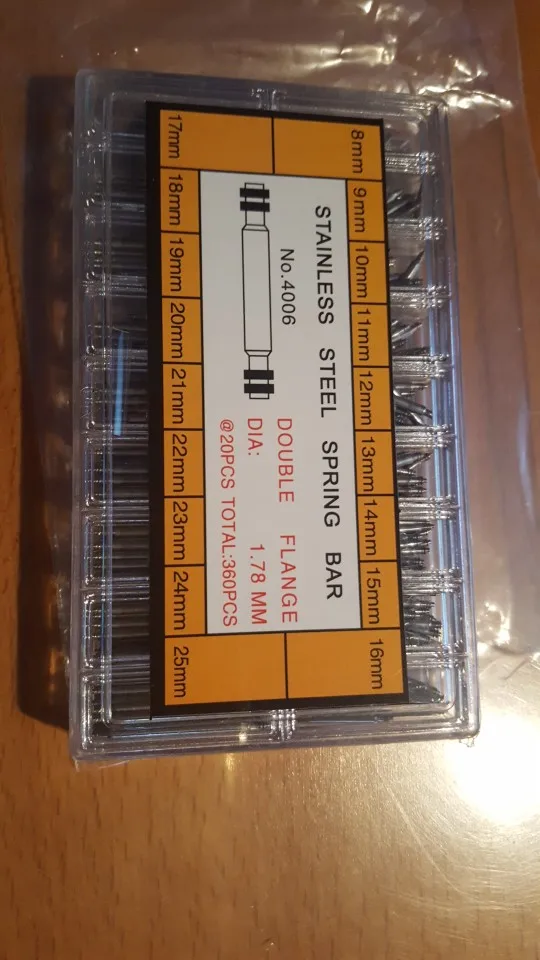 8mm
9mm
10mm
11mm
12mm
13mm
14mm
15mm
16mm
STAINLESS STEEL SPRING BAR
No.4006
DOUBLE FLANGE
DIA: 1.78 MM
@20PCS TOTAL:360PCS
17mm
18mm
19mm
20mm
21mm
22mm
23mm
24mm
25mm